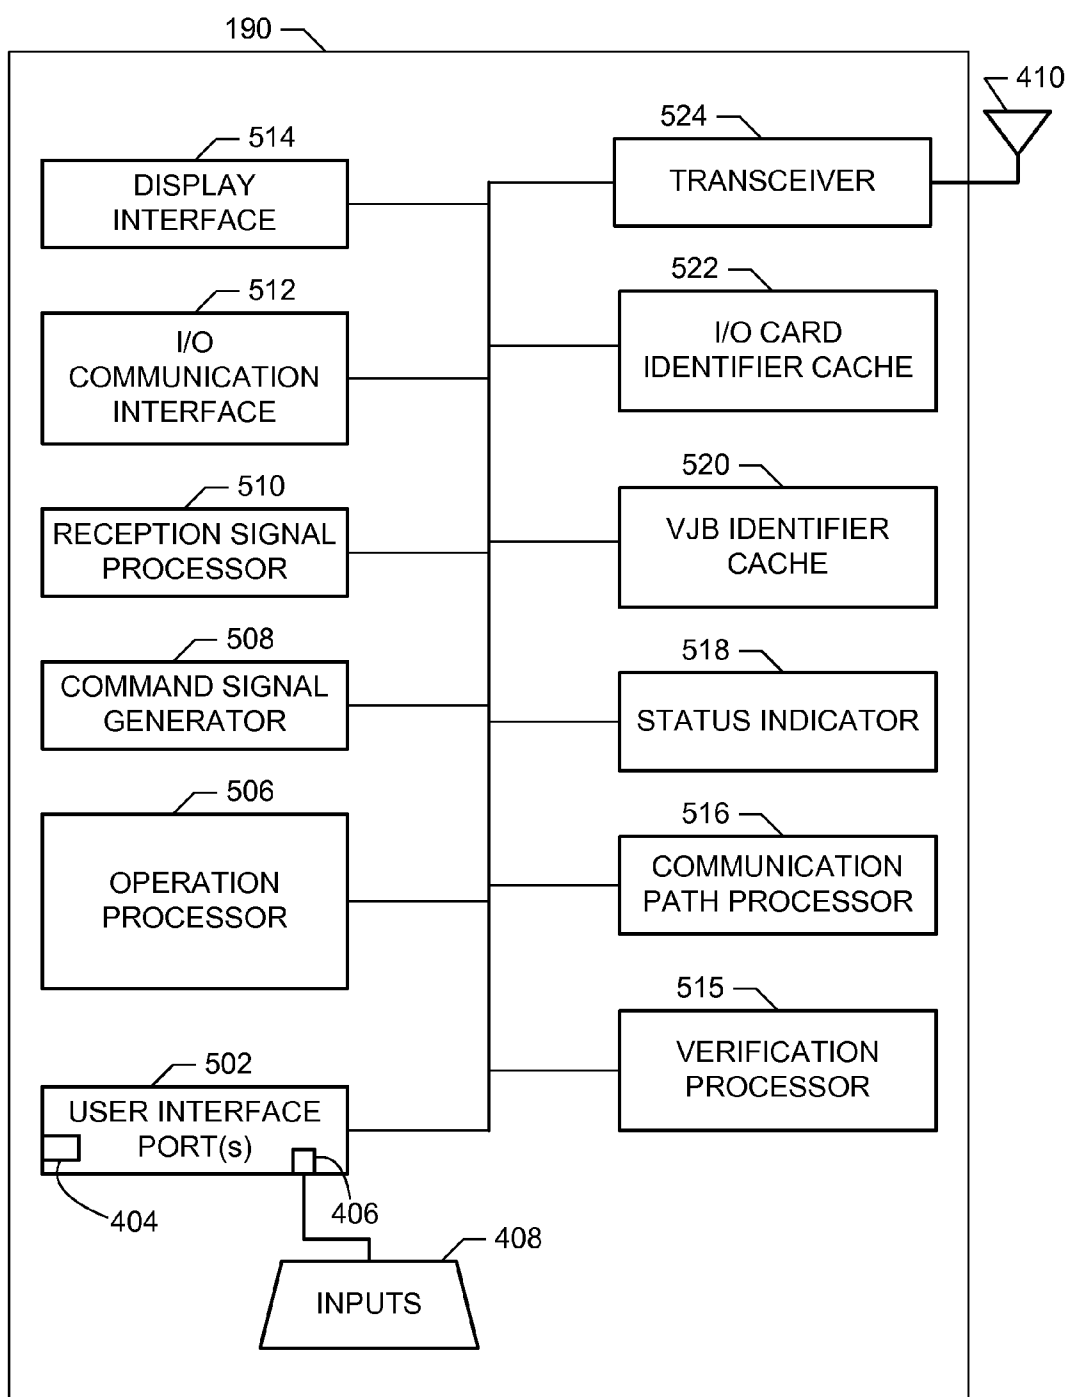 190
410
514
DISPLAY
INTERFACE
524
TRANSCEIVER
512
I/O
COMMUNICATION
INTERFACE
522
I/O CARD
IDENTIFIER CACHE
510
RECEPTION SIGNAL
PROCESSOR
520
VJB IDENTIFIER
CACHE
508
COMMAND SIGNAL
GENERATOR
518
STATUS INDICATOR
506
OPERATION
PROCESSOR
516
COMMUNICATION
PATH PROCESSOR
515
VERIFICATION
PROCESSOR
502
USER INTERFACE
PORT(s)
404
406
408
INPUTS